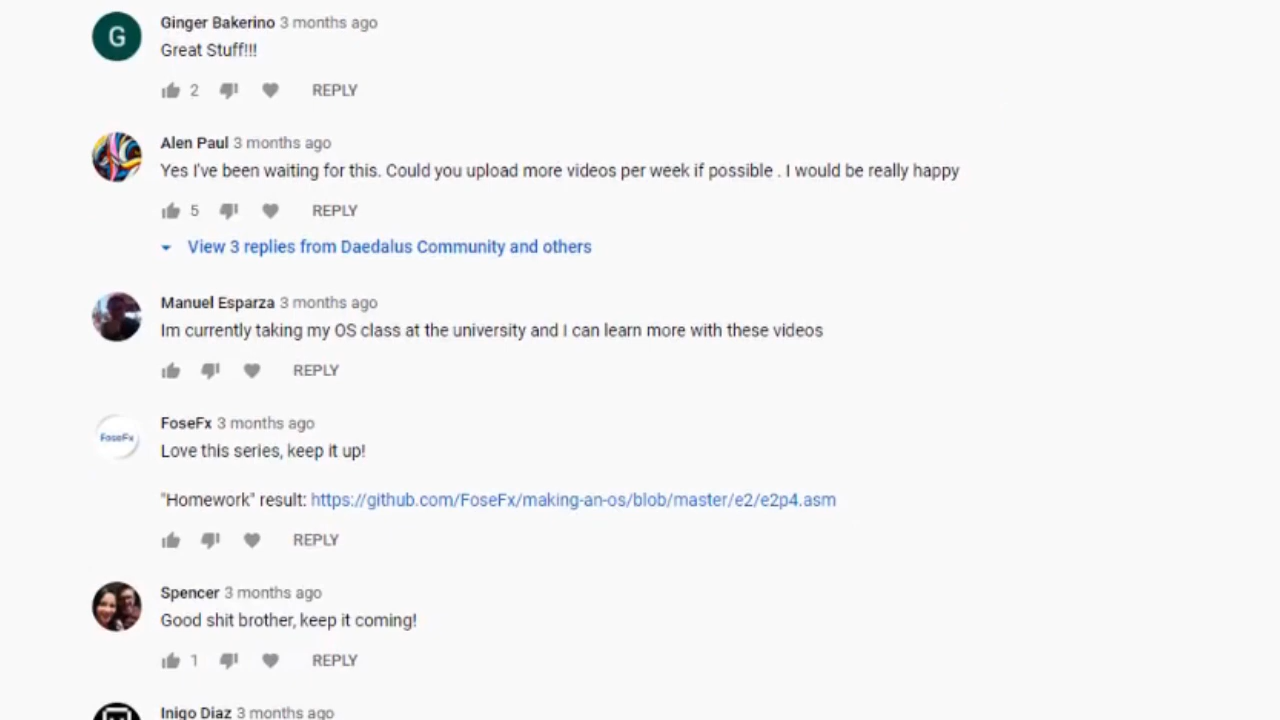 G
Ginger Bakerino 3 months ago
Great Stuff!!!
2 REPLY
Alen Paul 3 months ago
Yes I've been waiting for this. Could you upload more videos per week if possible . I would be really happy
5 REPLY
View 3 replies from Daedalus Community and others
Manuel Esparza 3 months ago
Im currently taking my OS class at the university and I can learn more with these videos
REPLY
FoseFx
FoseFx 3 months ago
Love this series, keep it up!
"Homework" result: https://github.com/FoseFx/making-an-os/blob/master/e2/e2p4.asm
REPLY
Spencer 3 months ago
Good shit brother, keep it coming!
1 REPLY
Inigo Diaz 3 months ago